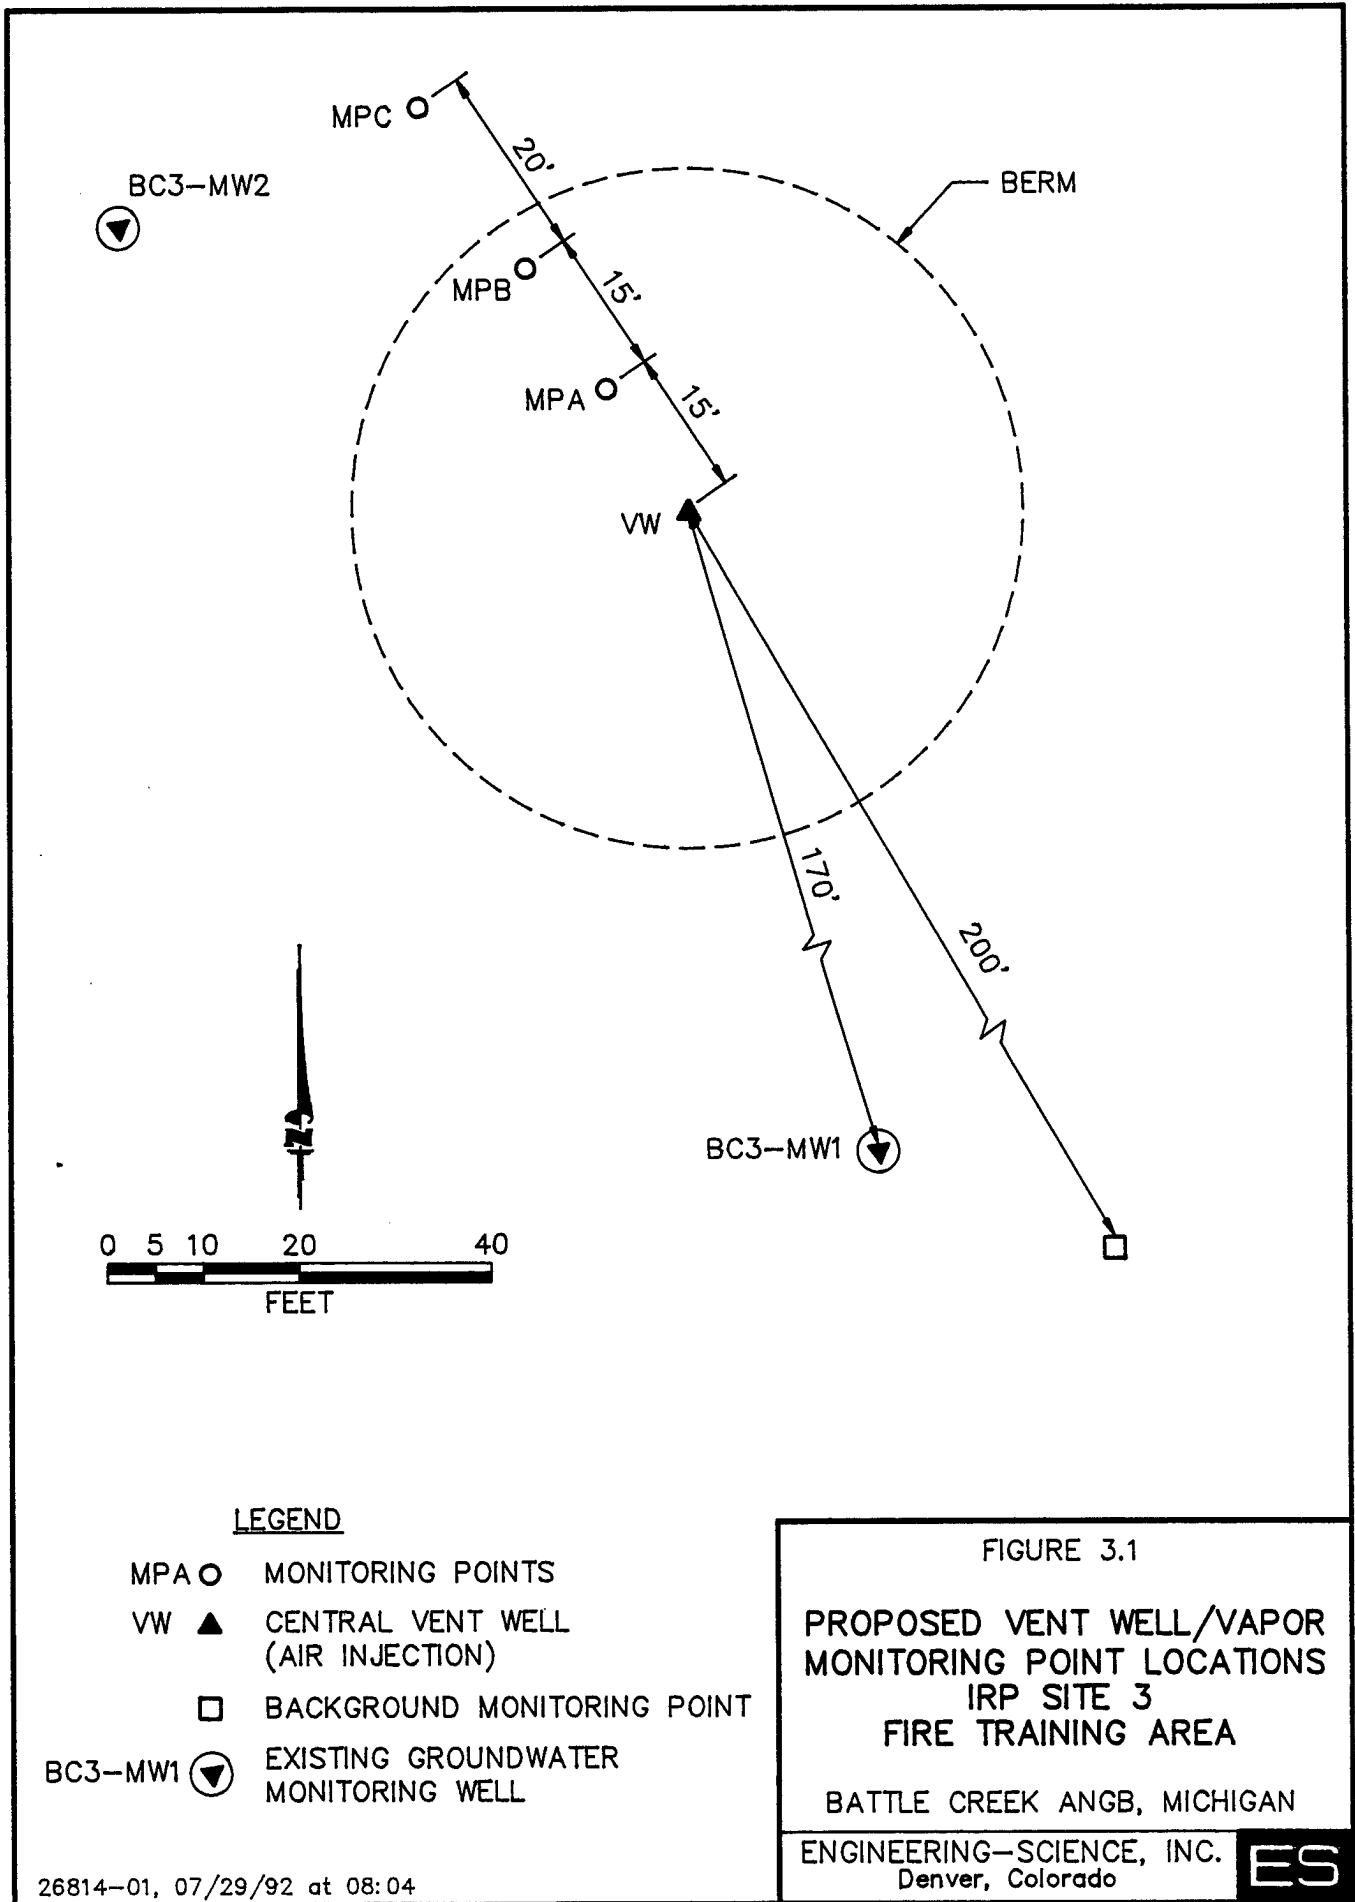 MPC
20'
BC3-MW2
BERM
MPB
15'
MPA
15'
VW
170'
200'
BC3-MW1
N
0 5 10 20 40
FEET
LEGEND
MPA MONITORING POINTS
VW CENTRAL VENT WELL
(AIR INJECTION)
BACKGROUND MONITORING POINT
BC3-MW1 EXISTING GROUNDWATER
MONITORING WELL
26814-01, 07/29/92 at 08:04
FIGURE 3.1
PROPOSED VENT WELL/VAPOR
MONITORING POINT LOCATIONS
IRP SITE 3
FIRE TRAINING AREA
BATTLE CREEK ANGB, MICHIGAN
ENGINEERING-SCIENCE, INC.
Denver, Colorado
ES